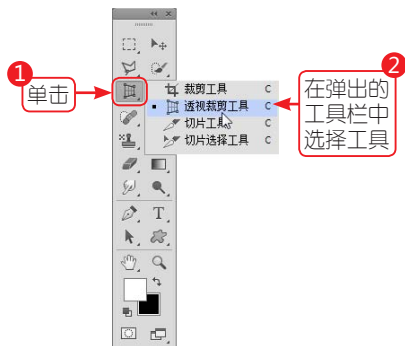 1
单击
裁剪工具 C
透视裁剪工具 C
切片工具 C
切片选择工具 C
2
在弹出的
工具栏中
选择工具
T